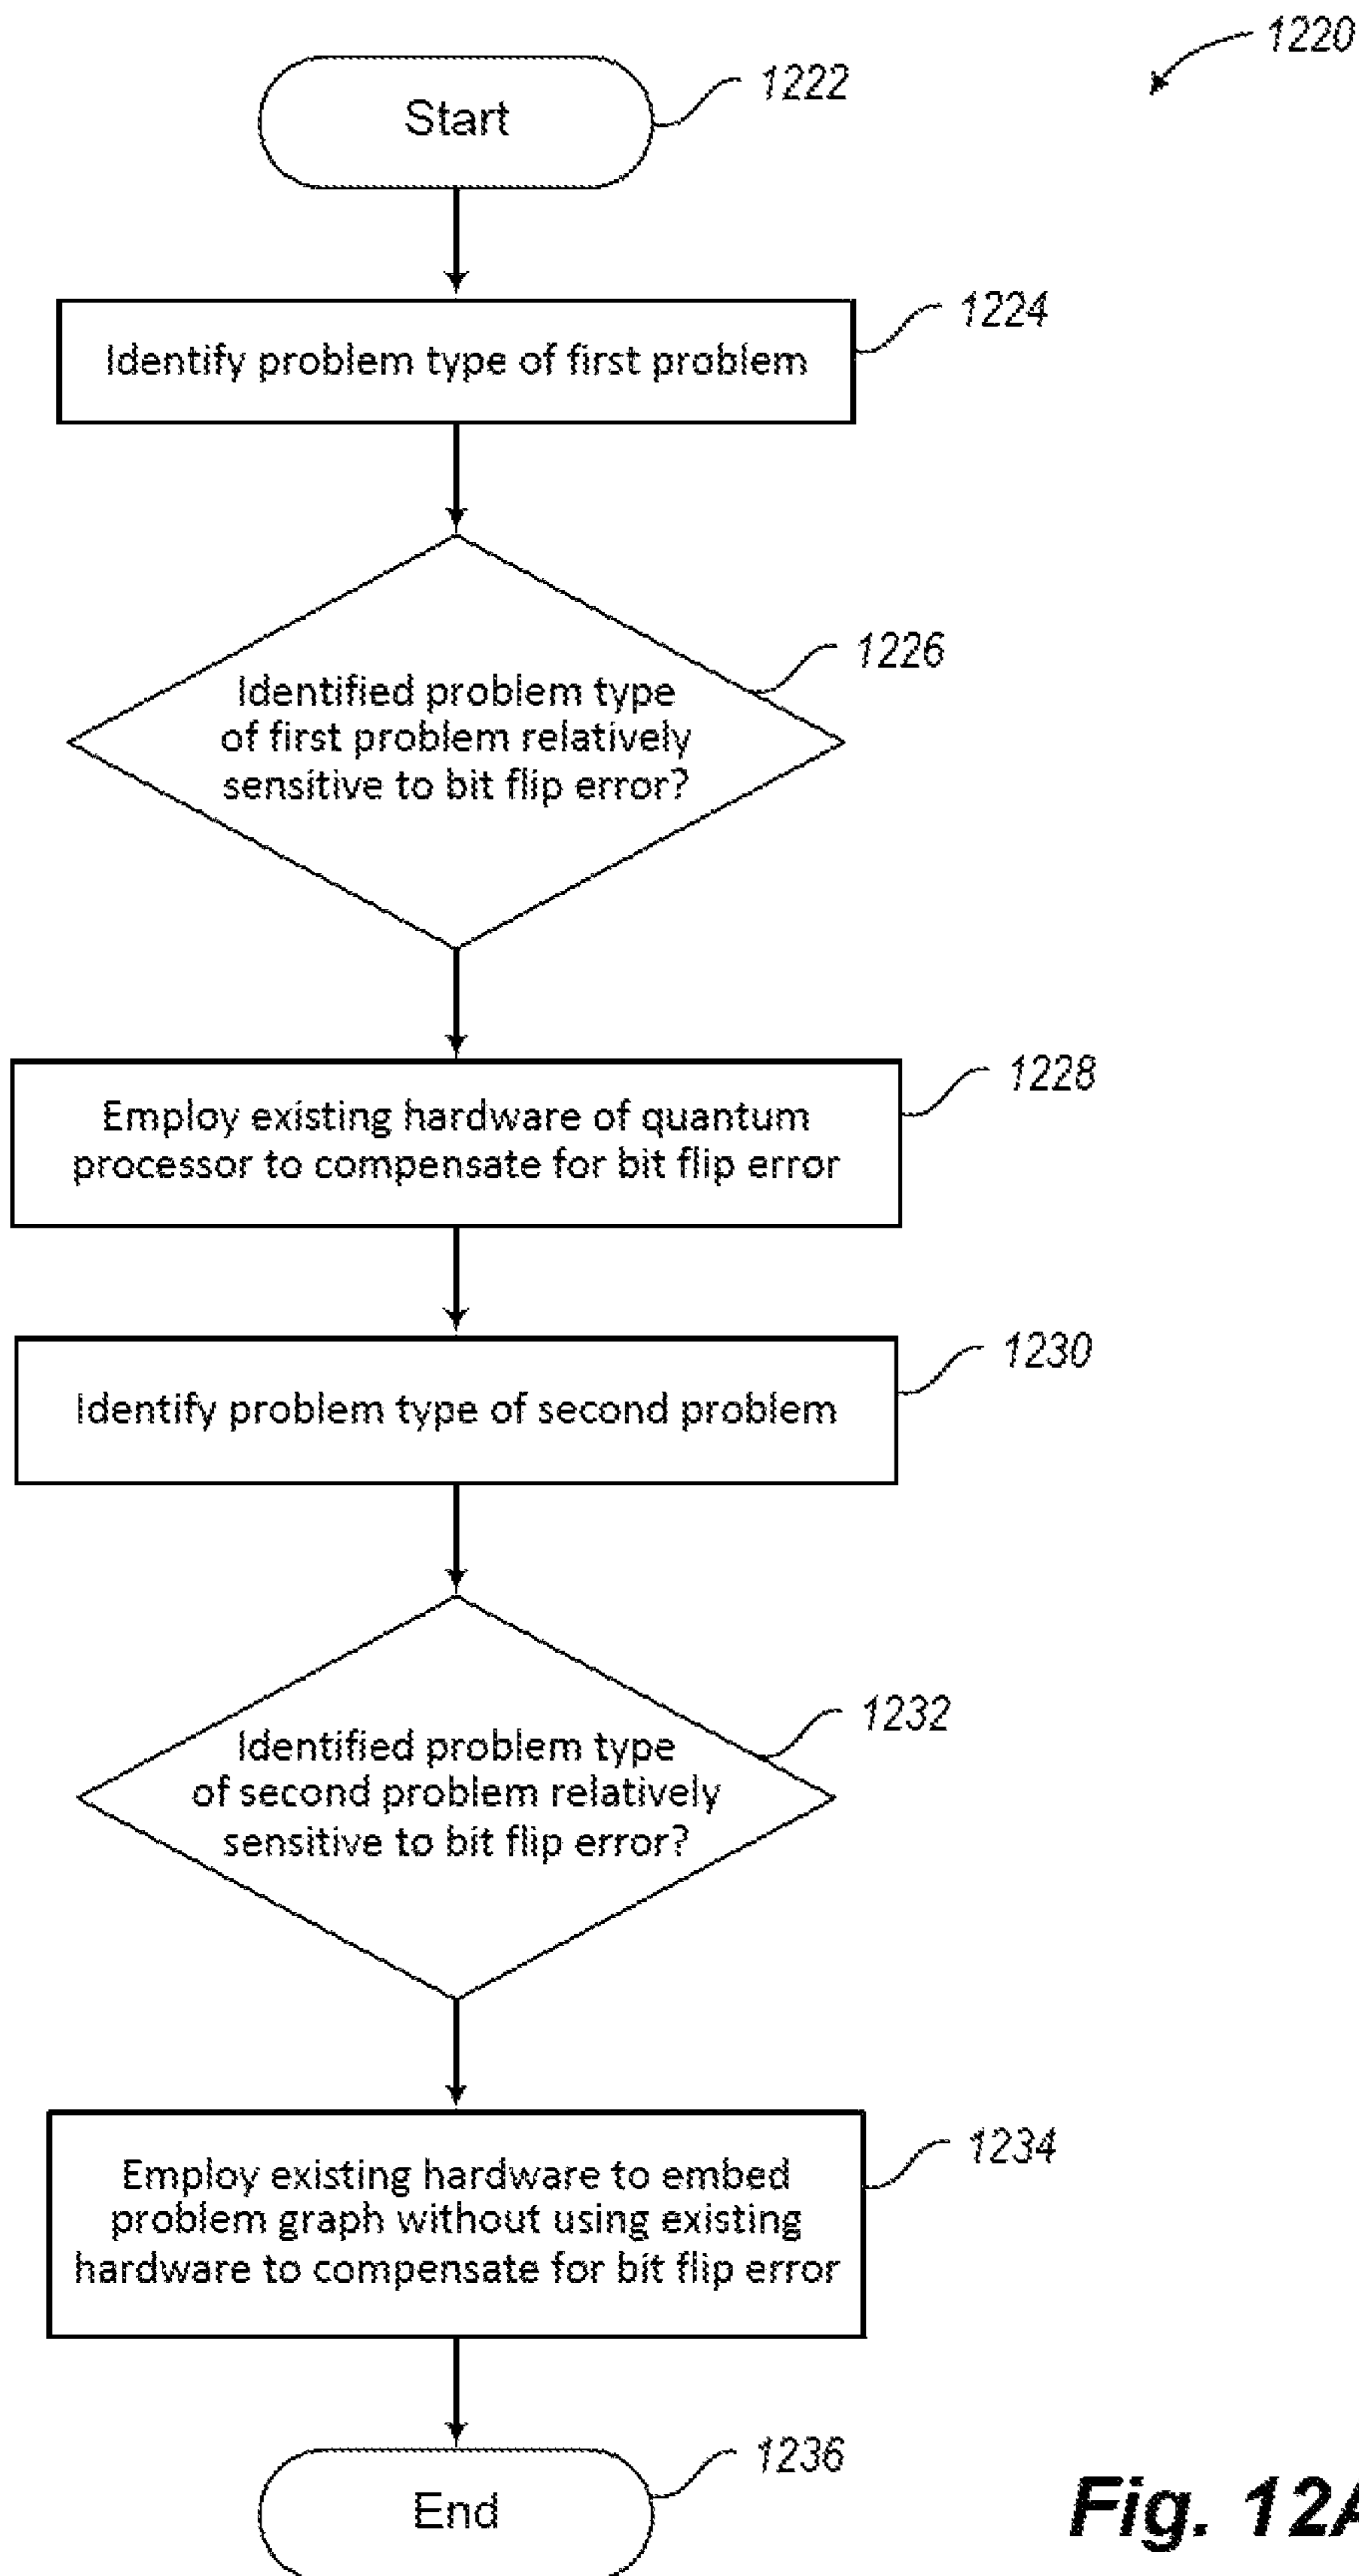 1220
Start
1222
Identify problem type of first problem
1224
Identified problem type
of first problem relatively
sensitive to bit flip error?
1226
Employ existing hardware of quantum
processor to compensate for bit flip error
1228
Identify problem type of second problem
1230
Identified problem type
of second problem relatively
sensitive to bit flip error?
1232
Employ existing hardware to embed
problem graph without using existing
hardware to compensate for bit flip error
1234
End
1236
Fig. 12A